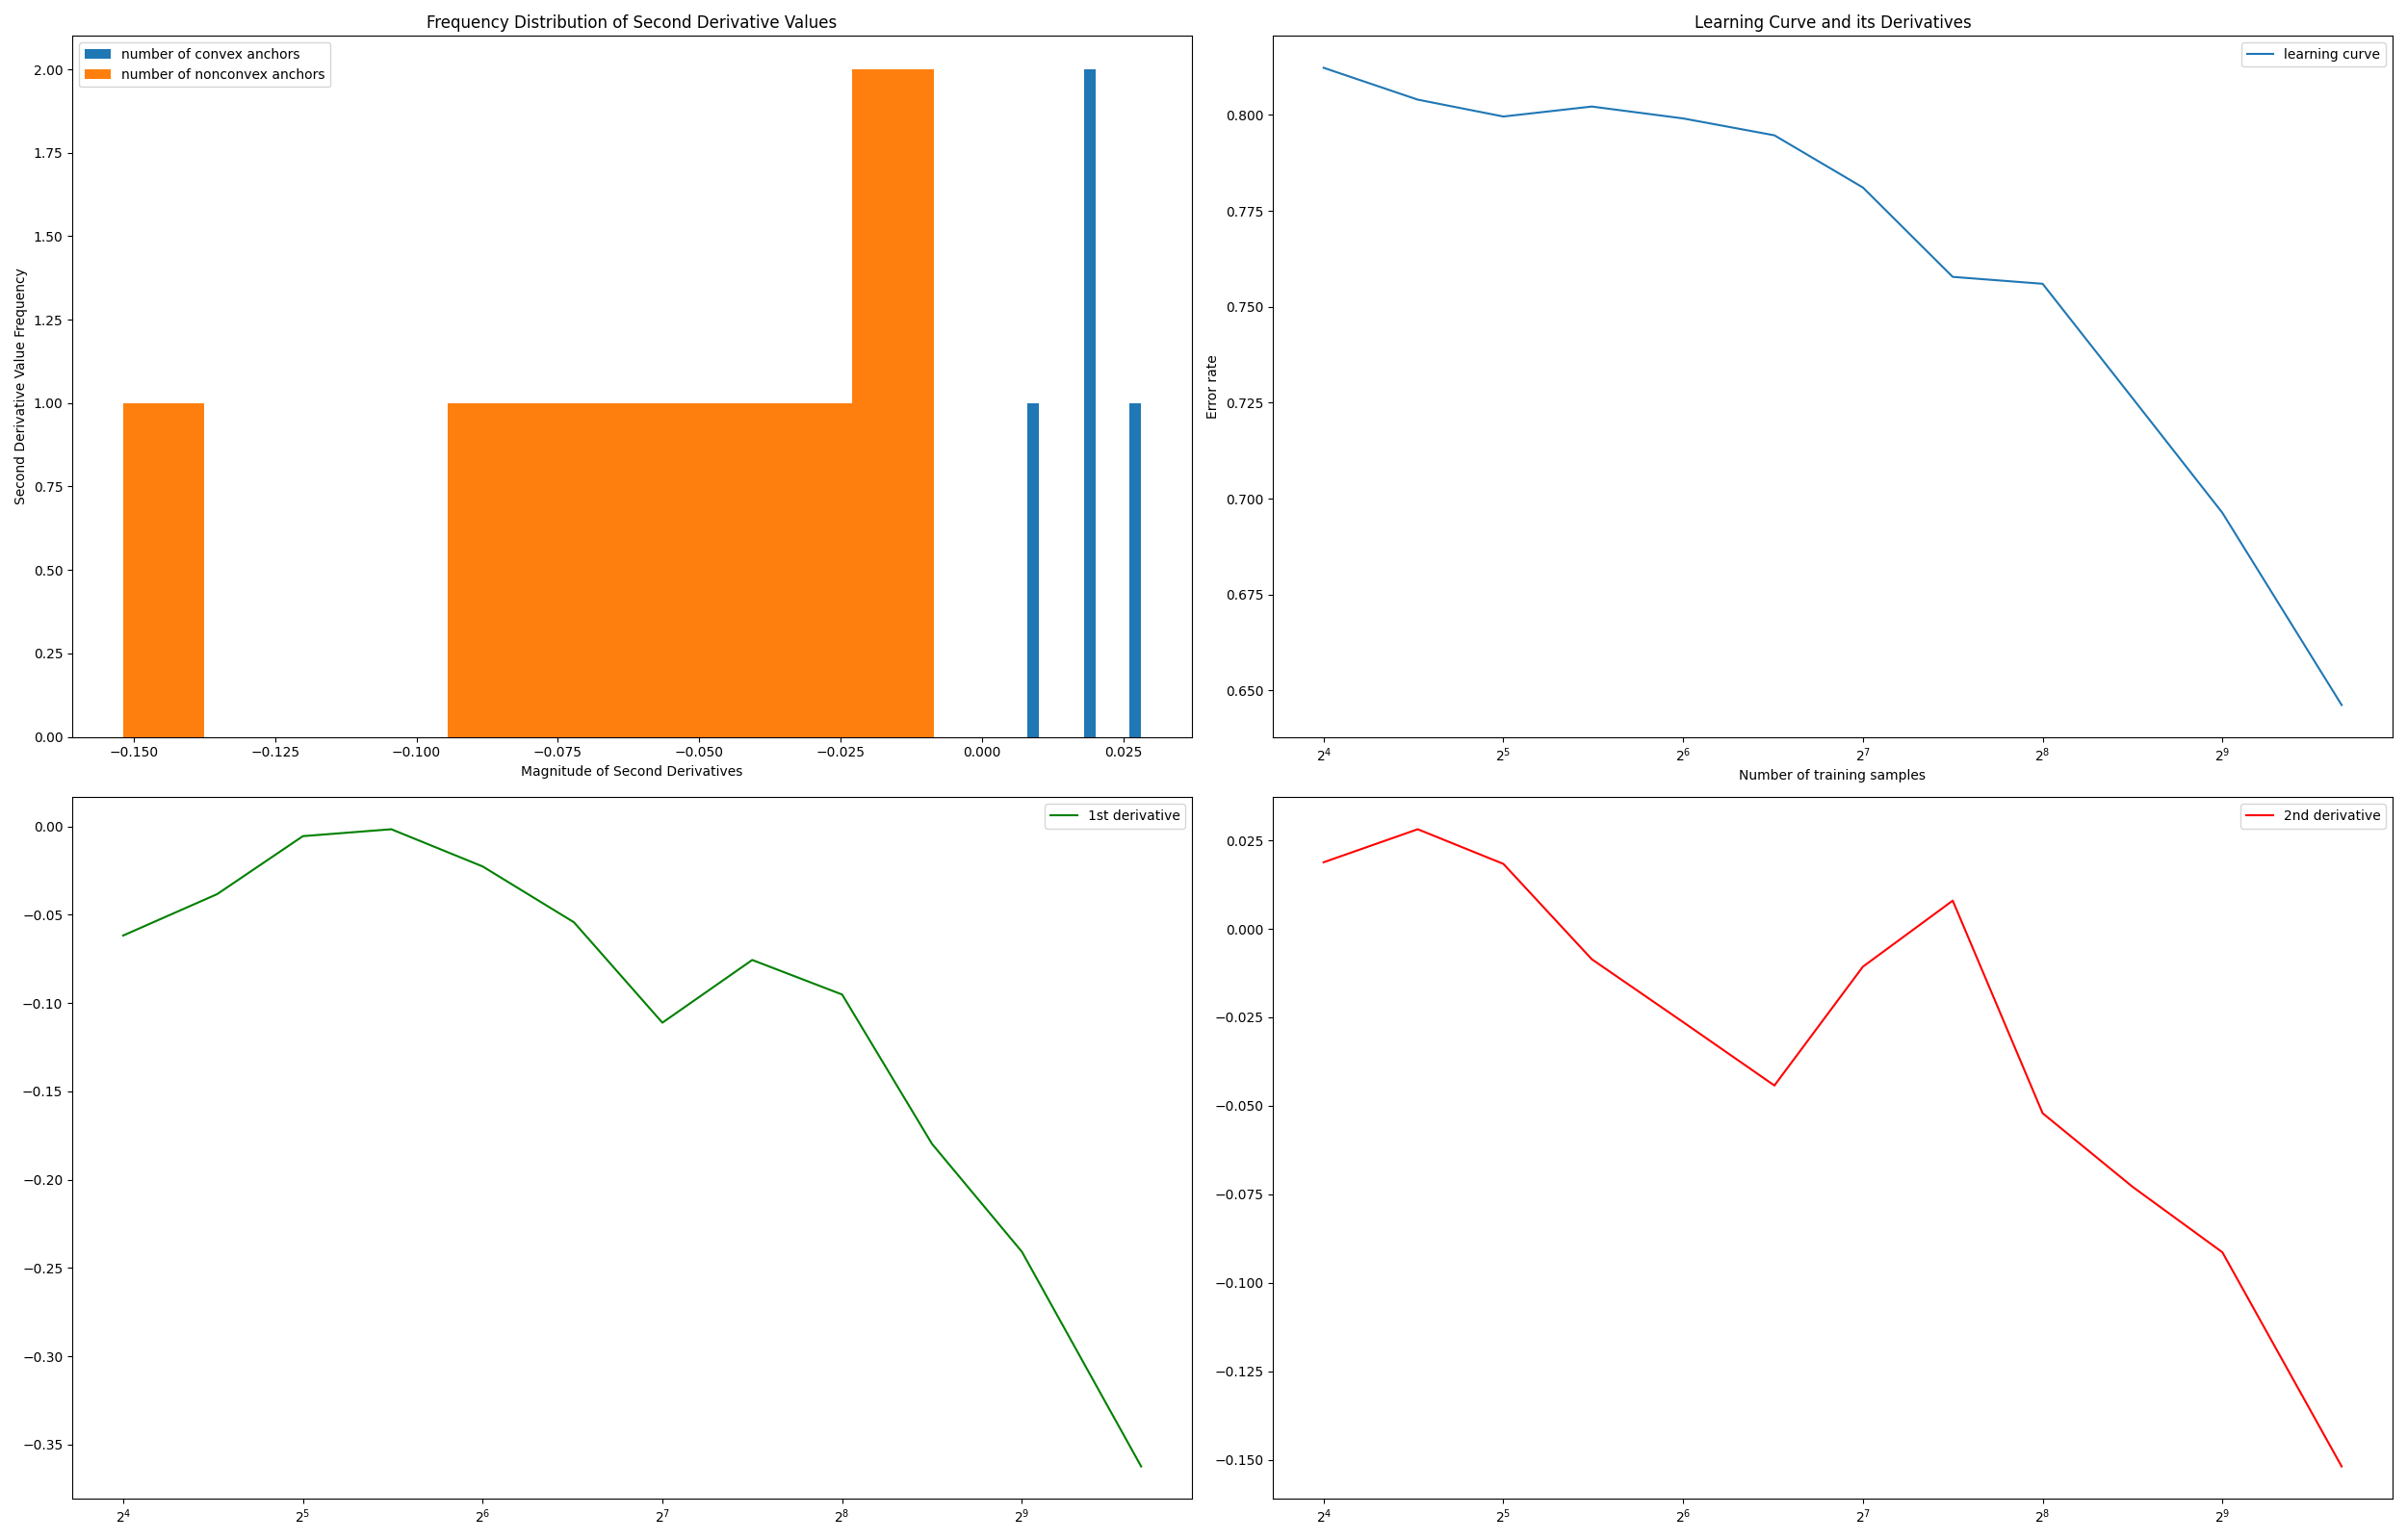 Frequency Distribution of Second Derivative Values
number of convex anchors
number of nonconvex anchors
Second Derivative Value Frequency
2.00
1.75
1.50
1.25
1.00
0.75
0.50
0.25
0.00
−0.150 −0.125 −0.100 −0.075 −0.050 −0.025 0.000 0.025
Magnitude of Second Derivatives
Learning Curve and its Derivatives
learning curve
Error rate
0.800
0.775
0.750
0.725
0.700
0.675
0.650
2⁴ 2⁵ 2⁶ 2⁷ 2⁸ 2⁹
Number of training samples
1st derivative
0.00
−0.05
−0.10
−0.15
−0.20
−0.25
−0.30
−0.35
2⁴ 2⁵ 2⁶ 2⁷ 2⁸ 2⁹
2nd derivative
0.025
0.000
−0.025
−0.050
−0.075
−0.100
−0.125
−0.150
2⁴ 2⁵ 2⁶ 2⁷ 2⁸ 2⁹